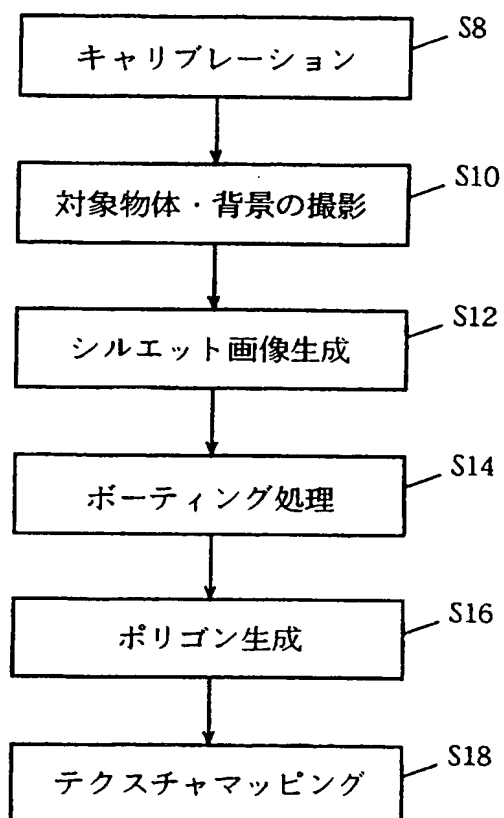 キャリブレーション S8
対象物体・背景の撮影 S10
シルエット画像生成 S12
ボーティング処理 S14
ポリゴン生成 S16
テクスチャマッピング S18